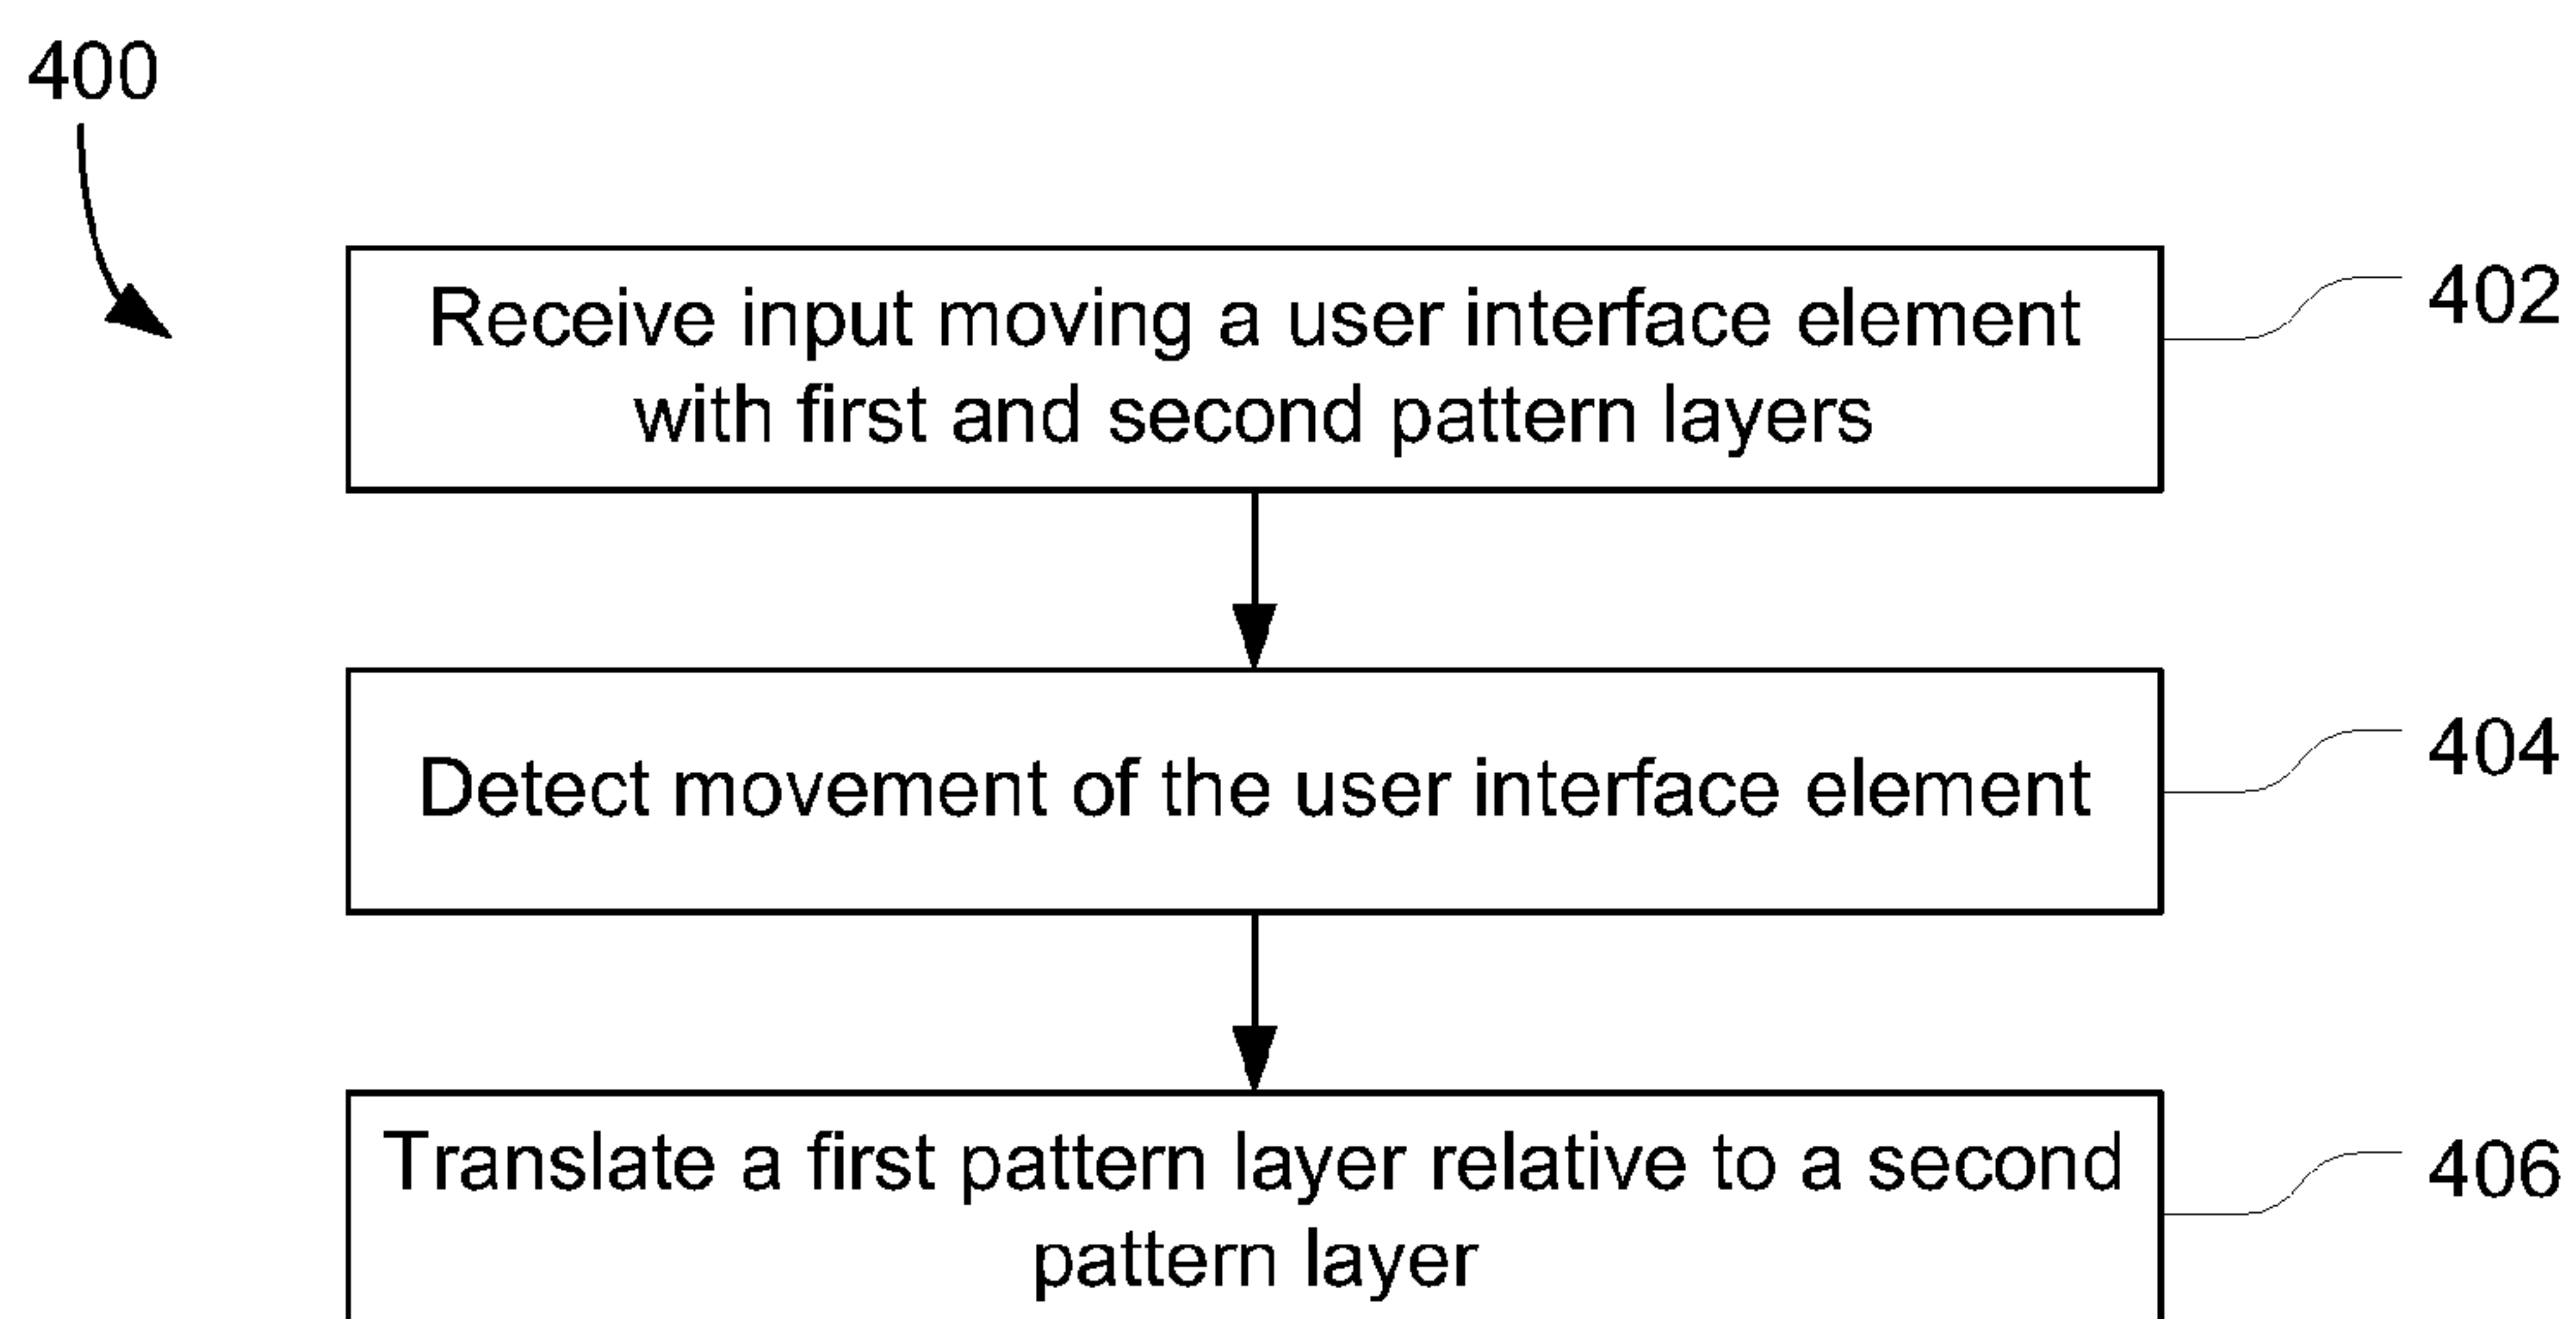 400
Receive input moving a user interface element
with first and second pattern layers
402
Detect movement of the user interface element
404
Translate a first pattern layer relative to a second
pattern layer
406